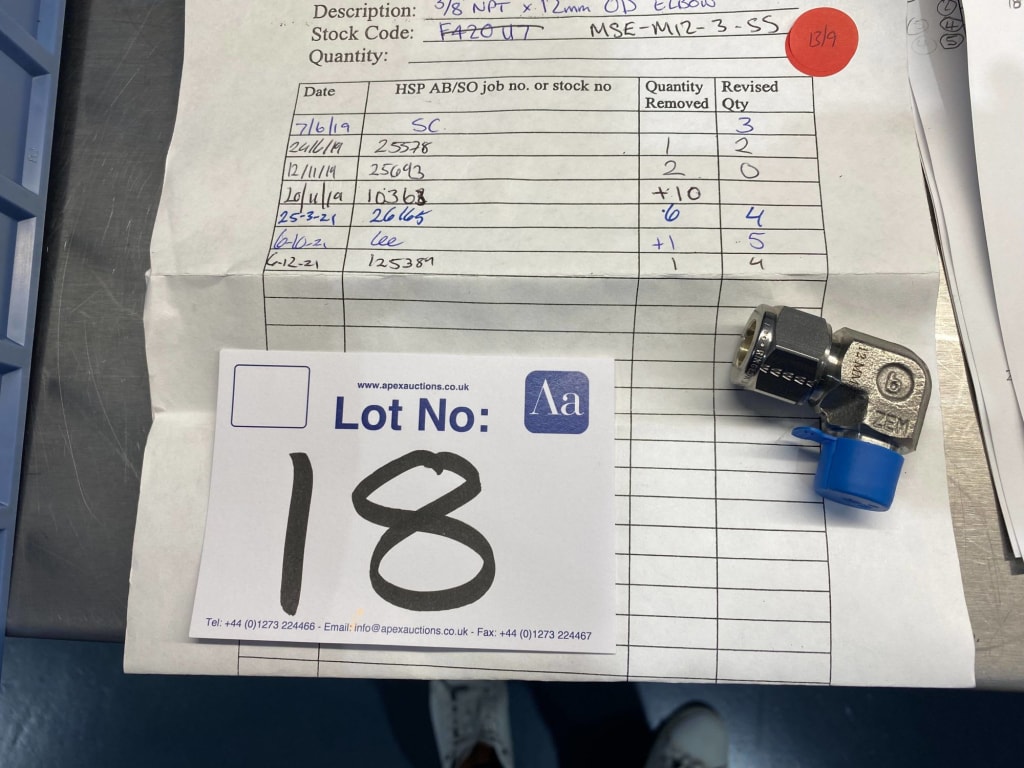 Description: 3/8 NPT x 12mm OD ELBOW
Stock Code: F420UT MSE-M12-3-SS
13/9
Quantity:
Date HSP AB/SO job no. or stock no Quantity Removed Revised Qty
7/6/19 SC 3
24/6/19 25578 1 2
12/11/19 25693 2 0
20/11/19 10368 +10
25-3-21 26165 6 4
6-10-21 Lee +1 5
6-12-21 125389 1 4
www.apexauctions.co.uk
Lot No: Aa
18
Tel: +44 (0)1273 224466 - Email: info@apexauctions.co.uk - Fax: +44 (0)1273 224467
12M
ZEM